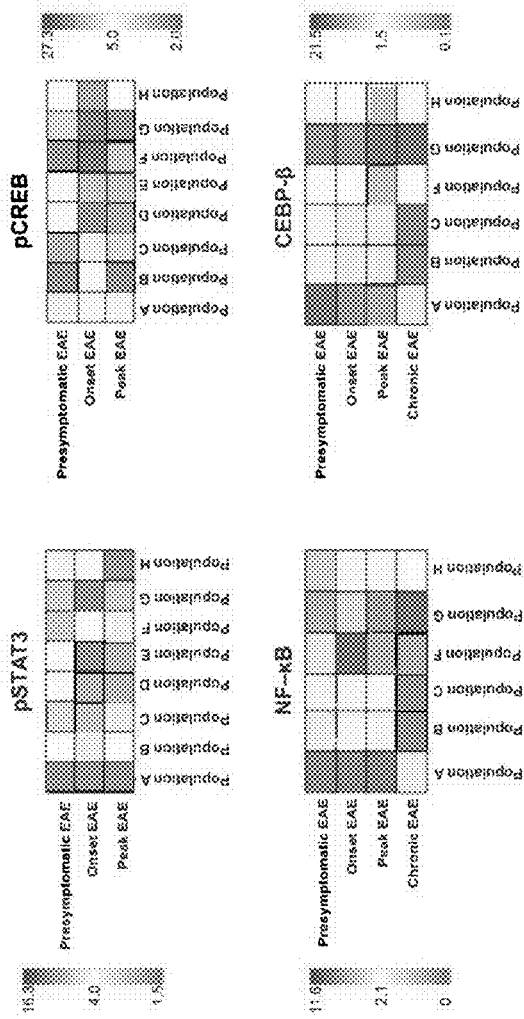 pSTAT3
16.3
4.0
1.5
Presymptomatic EAE
Onset EAE
Peak EAE
Population A
Population B
Population C
Population D
Population E
Population F
Population G
Population H
pCREB
27.3
5.0
2.0
Presymptomatic EAE
Onset EAE
Peak EAE
Population A
Population B
Population C
Population D
Population E
Population F
Population G
Population H
NF-κB
11.6
2.1
0
Presymptomatic EAE
Onset EAE
Peak EAE
Chronic EAE
Population A
Population B
Population C
Population F
Population G
Population H
CEBP-β
21.5
1.5
0.1
Presymptomatic EAE
Onset EAE
Peak EAE
Chronic EAE
Population A
Population B
Population C
Population F
Population G
Population H